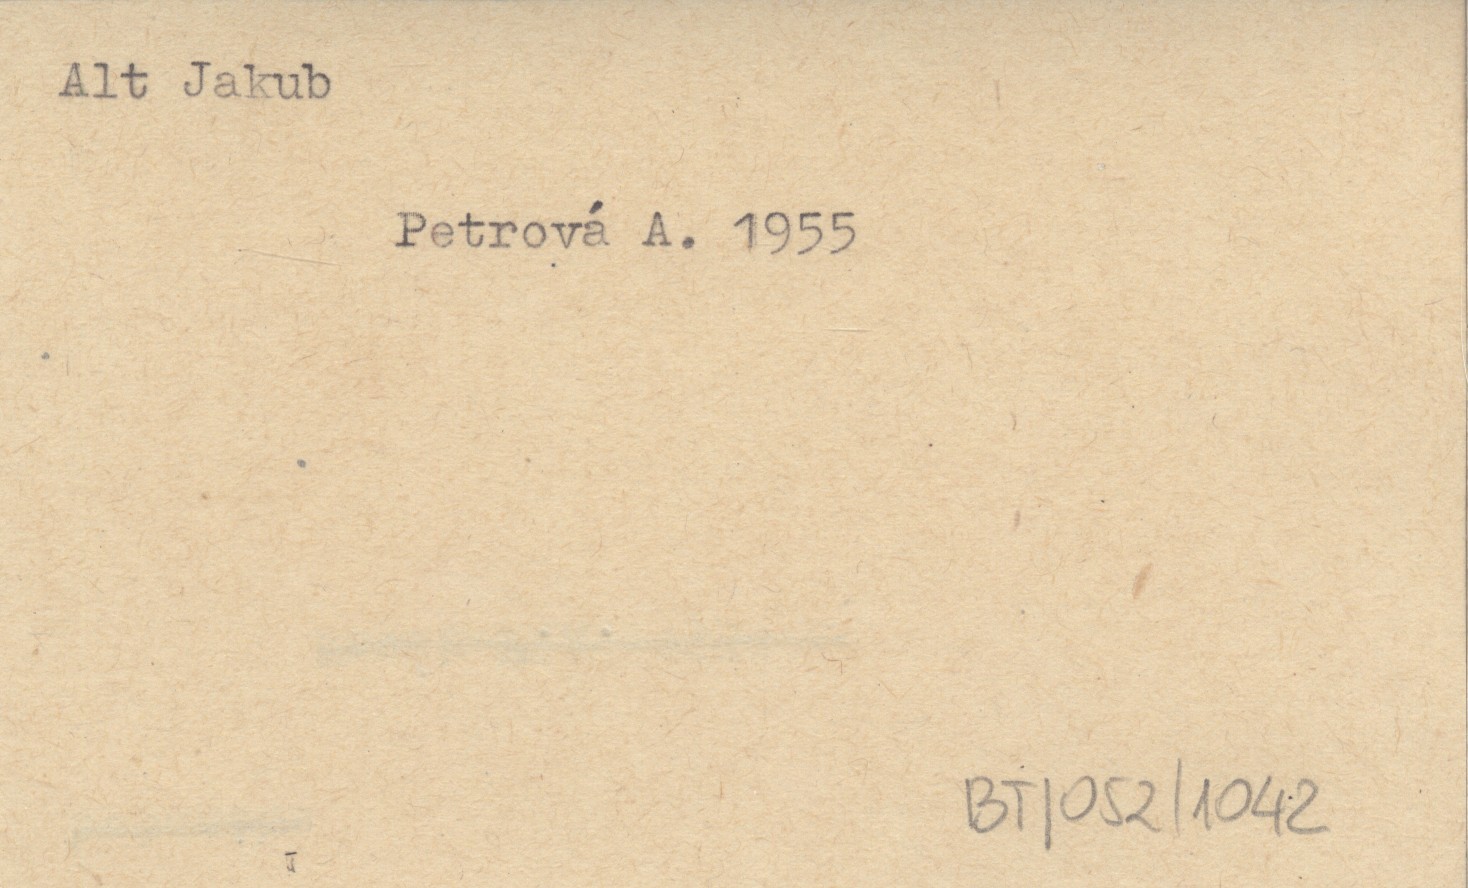 Alt Jakub
Petrová A. 1955
BT/052/1042